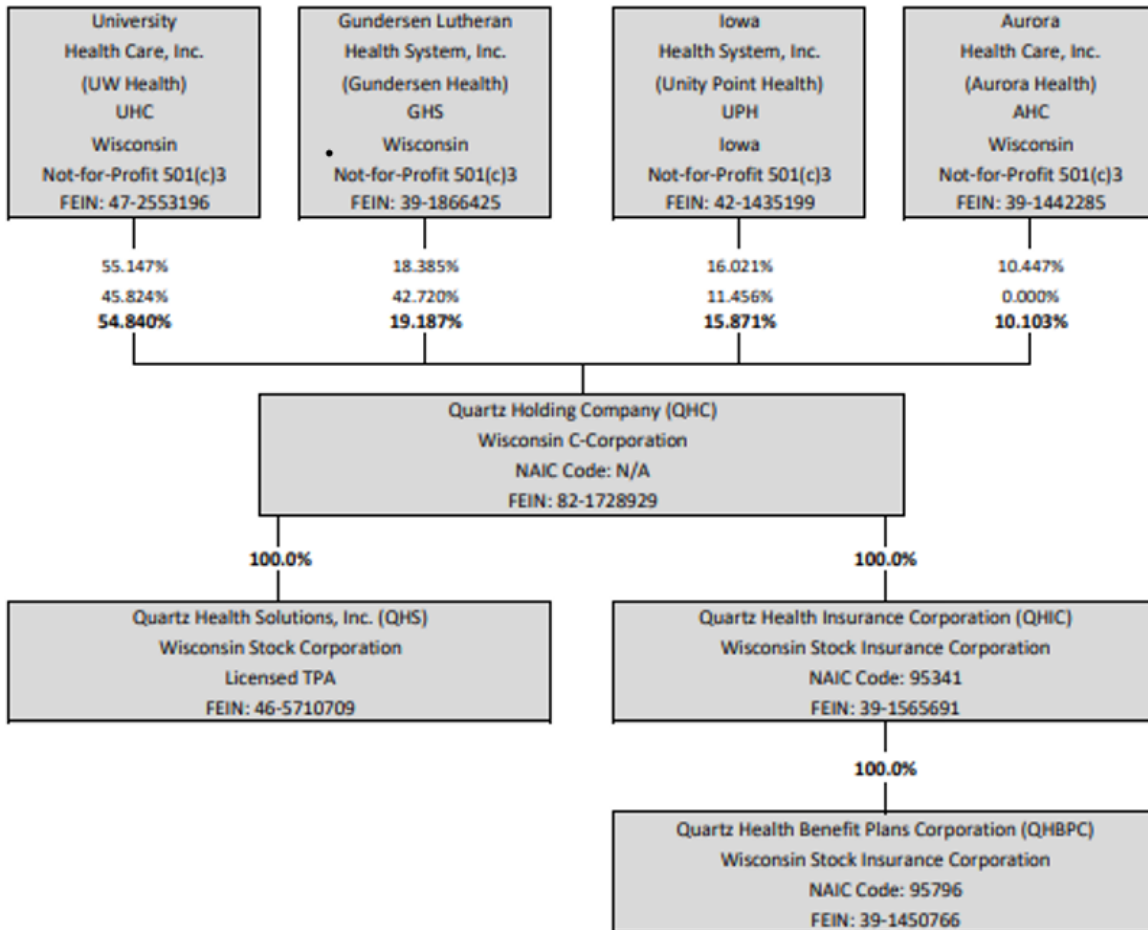 University
Health Care, Inc.
(UW Health)
UHC
Wisconsin
Not-for-Profit 501(c)3
FEIN: 47-2553196
Gundersen Lutheran
Health System, Inc.
(Gundersen Health)
GHS
Wisconsin
Not-for-Profit 501(c)3
FEIN: 39-1866425
Iowa
Health System, Inc.
(Unity Point Health)
UPH
Iowa
Not-for-Profit 501(c)3
FEIN: 42-1435199
Aurora
Health Care, Inc.
(Aurora Health)
AHC
Wisconsin
Not-for-Profit 501(c)3
FEIN: 39-1442285
55.147%
45.824%
54.840%
18.385%
42.720%
19.187%
16.021%
11.456%
15.871%
10.447%
0.000%
10.103%
Quartz Holding Company (QHC)
Wisconsin C-Corporation
NAIC Code: N/A
FEIN: 82-1728929
100.0%
100.0%
Quartz Health Solutions, Inc. (QHS)
Wisconsin Stock Corporation
Licensed TPA
FEIN: 46-5710709
Quartz Health Insurance Corporation (QHIC)
Wisconsin Stock Insurance Corporation
NAIC Code: 95341
FEIN: 39-1565691
100.0%
Quartz Health Benefit Plans Corporation (QHBPC)
Wisconsin Stock Insurance Corporation
NAIC Code: 95796
FEIN: 39-1450766